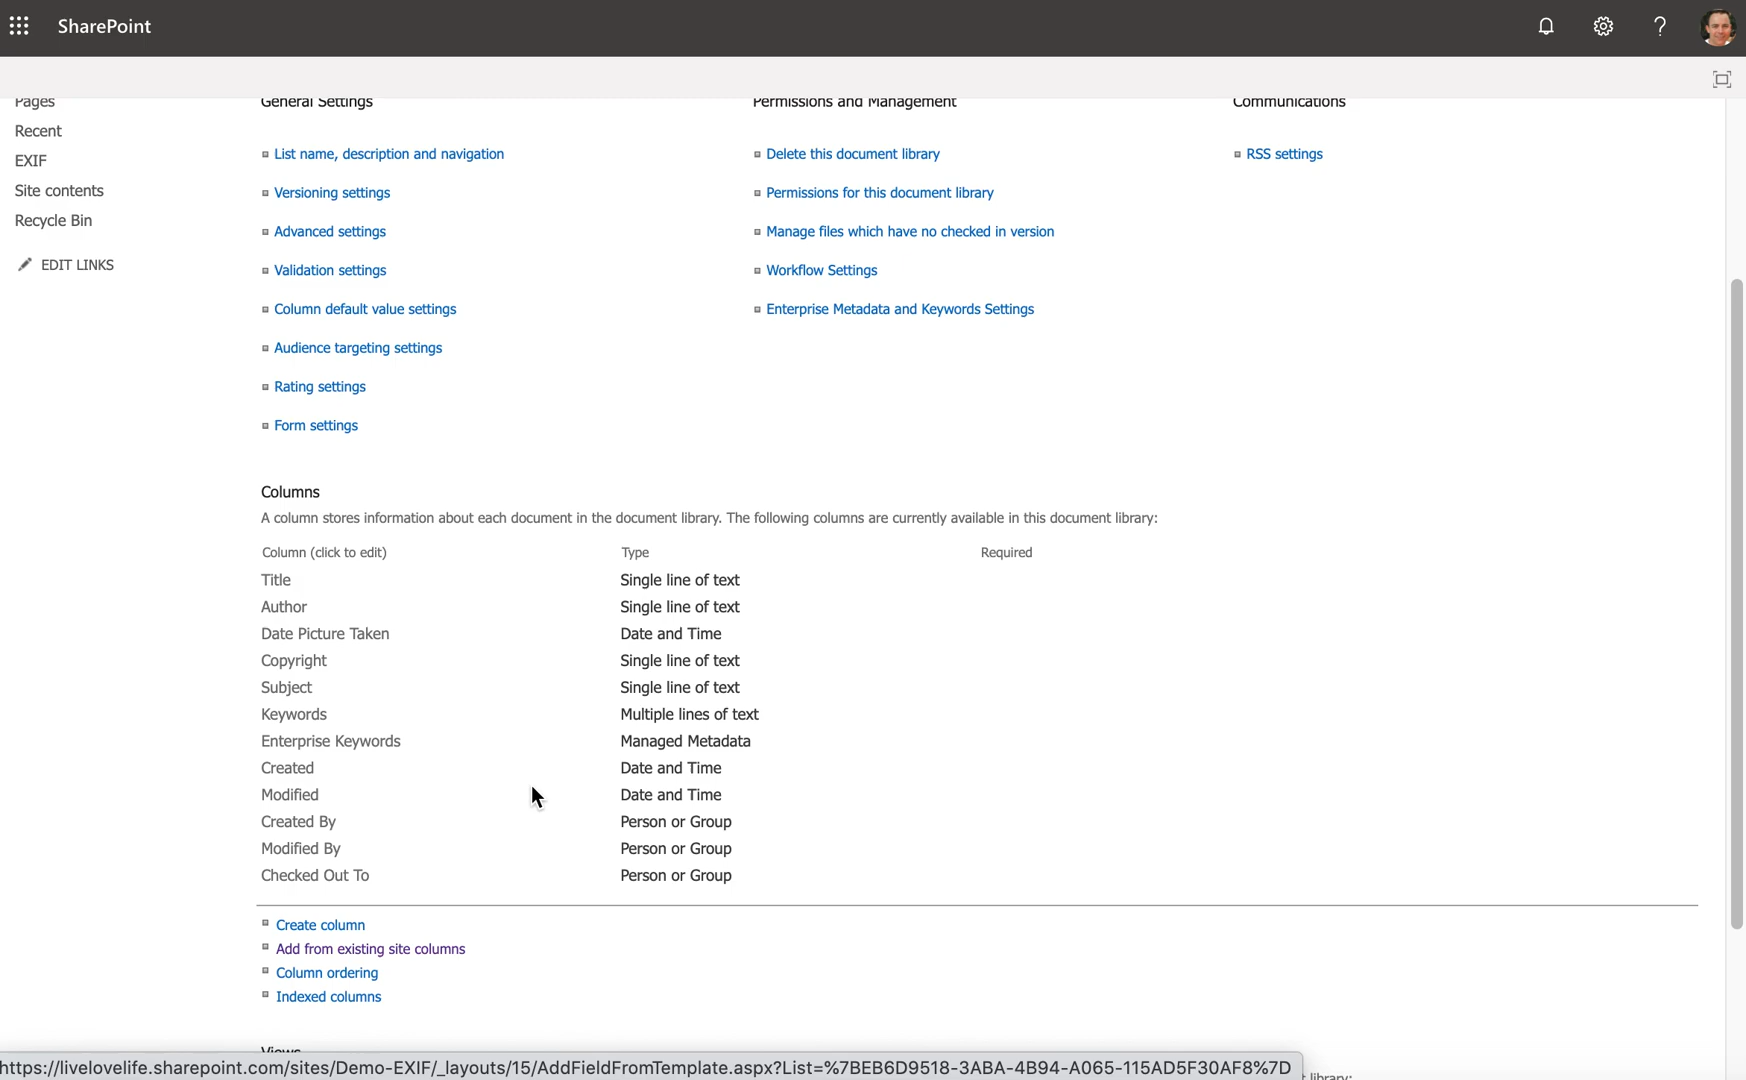 SharePoint
Pages
Recent
EXIF
Site contents
Recycle Bin
EDIT LINKS
General Settings
List name, description and navigation
Versioning settings
Advanced settings
Validation settings
Column default value settings
Audience targeting settings
Rating settings
Form settings
Permissions and Management
Delete this document library
Permissions for this document library
Manage files which have no checked in version
Workflow Settings
Enterprise Metadata and Keywords Settings
Communications
RSS settings
Columns
A column stores information about each document in the document library. The following columns are currently available in this document library:
Column (click to edit) Type Required
Title Single line of text
Author Single line of text
Date Picture Taken Date and Time
Copyright Single line of text
Subject Single line of text
Keywords Multiple lines of text
Enterprise Keywords Managed Metadata
Created Date and Time
Modified Date and Time
Created By Person or Group
Modified By Person or Group
Checked Out To Person or Group
Create column
Add from existing site columns
Column ordering
Indexed columns
Views
https://livelovelife.sharepoint.com/sites/Demo-EXIF/_layouts/15/AddFieldFromTemplate.aspx?List=%7BEB6D9518-3ABA-4B94-A065-115AD5F30AF8%7D
library: